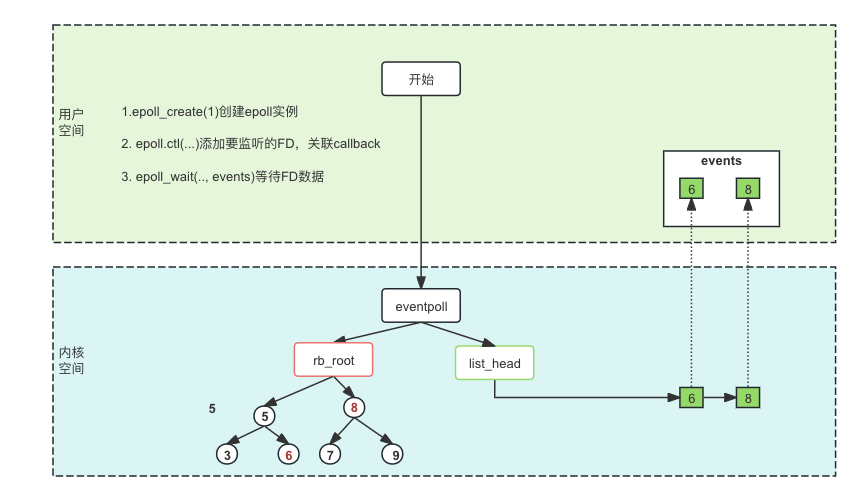 开始
用户
空间
1.epoll_create(1)创建epoll实例
2. epoll.ctl(...)添加要监听的FD，关联callback
3. epoll_wait(.., events)等待FD数据
events
6
8
内核
空间
eventpoll
rb_root
list_head
6
8
5
5
8
3
6
7
9